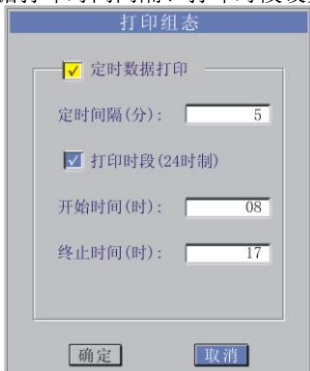 打印组态
定时数据打印
定时间隔(分): 5
打印时段(24时制)
开始时间(时): 08
终止时间(时): 17
确定 取消